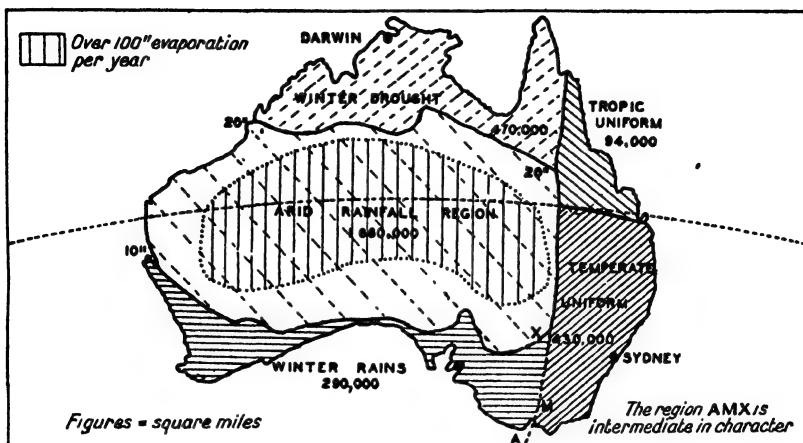 Over 100" evaporation
per year
DARWIN
WINTER DROUGHT
470,000
TROPIC
UNIFORM
94,000
20"
20"
ARID RAINFALL REGION
1 660,000
10"
TEMPERATE
UNIFORM
X
430,000
SYDNEY
WINTER RAINS
290,000
M
A
Figures = square miles
The region AMX is
intermediate in character